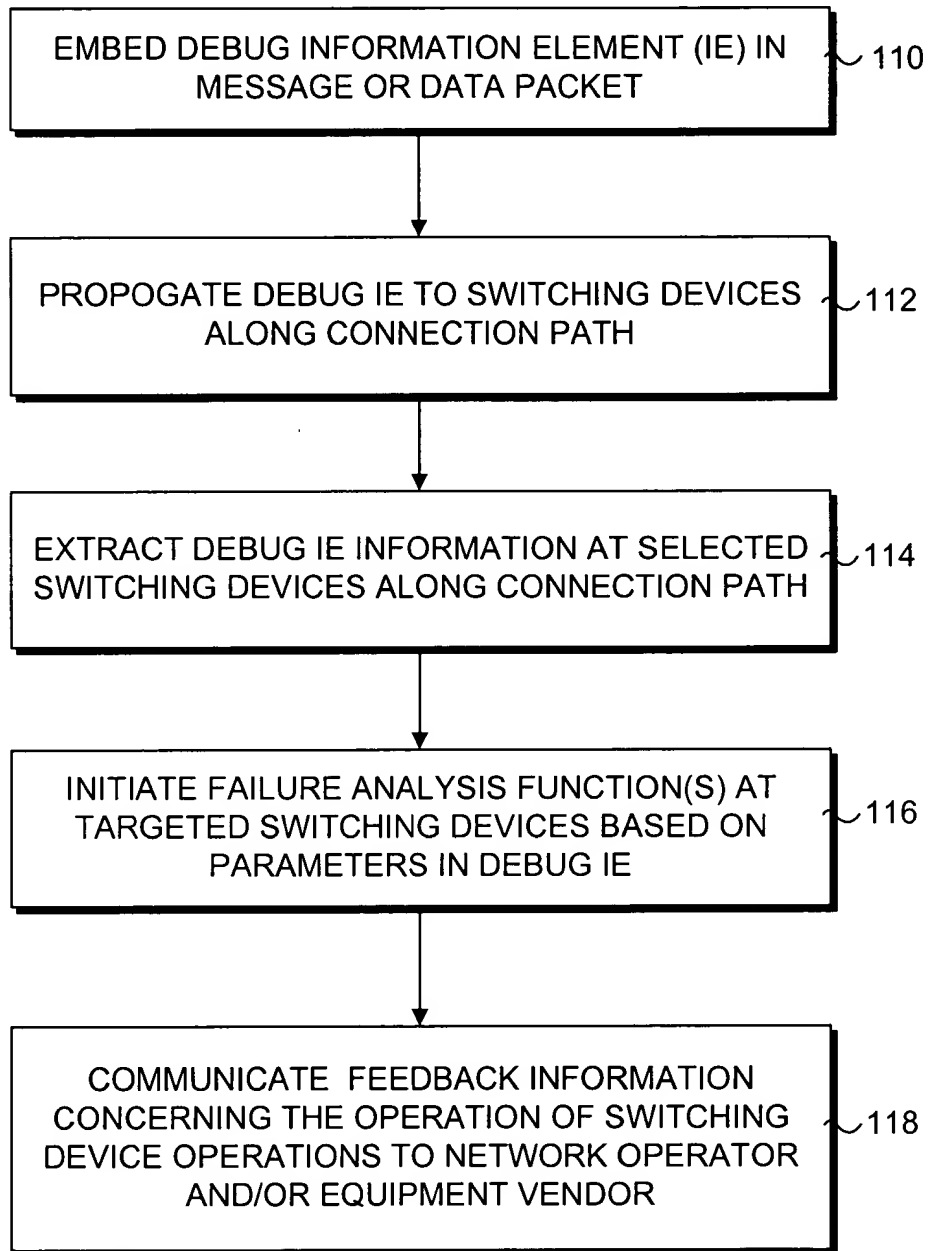 EMBED DEBUG INFORMATION ELEMENT (IE) IN
MESSAGE OR DATA PACKET
110
PROPOGATE DEBUG IE TO SWITCHING DEVICES
ALONG CONNECTION PATH
112
EXTRACT DEBUG IE INFORMATION AT SELECTED
SWITCHING DEVICES ALONG CONNECTION PATH
114
INITIATE FAILURE ANALYSIS FUNCTION(S) AT
TARGETED SWITCHING DEVICES BASED ON
PARAMETERS IN DEBUG IE
116
COMMUNICATE FEEDBACK INFORMATION
CONCERNING THE OPERATION OF SWITCHING
DEVICE OPERATIONS TO NETWORK OPERATOR
AND/OR EQUIPMENT VENDOR
118